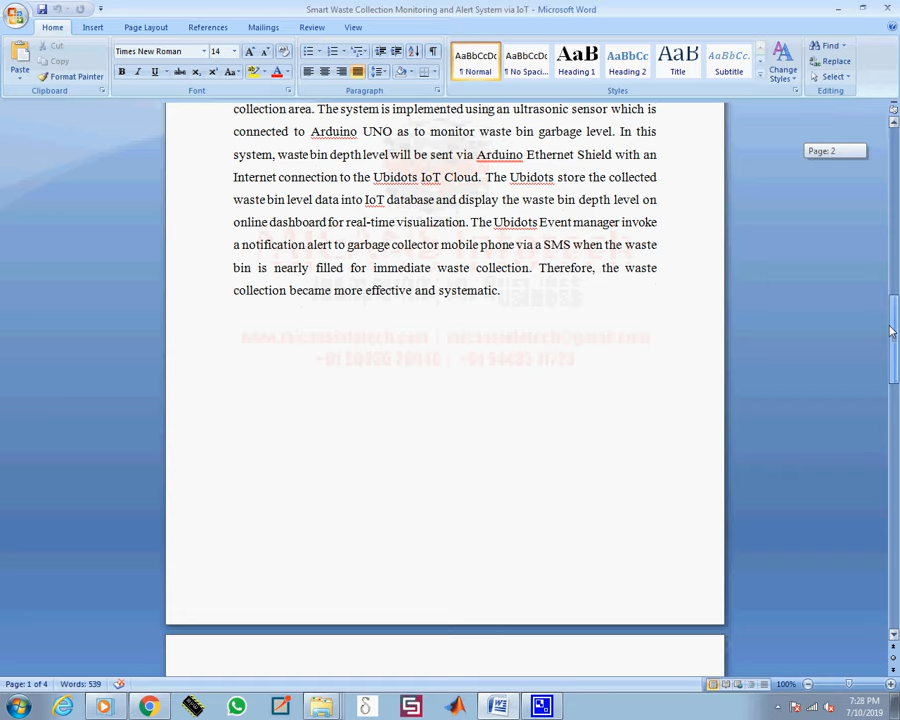 Smart Waste Collection Monitoring and Alert System via IoT - Microsoft Word
Home Insert Page Layout References Mailings Review View
Cut
Copy
Format Painter
Paste
Clipboard
Times New Roman 14
Font
Paragraph
AaBbCcDc AaBbCcDc AaBbC AaBbCc AaB AaBbCc.
¶ Normal ¶ No Spaci... Heading 1 Heading 2 Title Subtitle
Styles
Change Styles
Find
Replace
Select
Editing
Page: 2
collection area. The system is implemented using an ultrasonic sensor which is
connected to Arduino UNO as to monitor waste bin garbage level. In this
system, waste bin depth level will be sent via Arduino Ethernet Shield with an
Internet connection to the Ubidots IoT Cloud. The Ubidots store the collected
waste bin level data into IoT database and display the waste bin depth level on
online dashboard for real-time visualization. The Ubidots Event manager invoke
a notification alert to garbage collector mobile phone via a SMS when the waste
bin is nearly filled for immediate waste collection. Therefore, the waste
collection became more effective and systematic.
Page: 1 of 4 Words: 539
100%
7:28 PM
7/10/2019